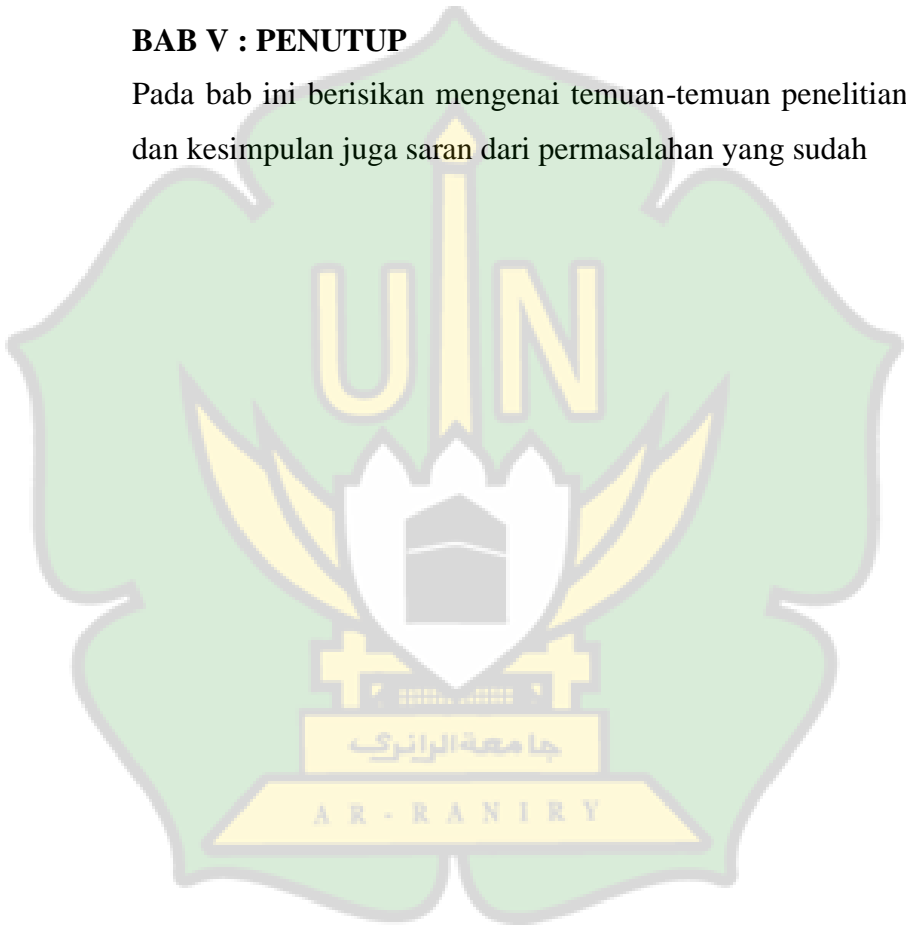 BAB V : PENUTUP
Pada bab ini berisikan mengenai temuan-temuan penelitian
dan kesimpulan juga saran dari permasalahan yang sudah
UIN
جامعة الرانري
AR - RANIRY